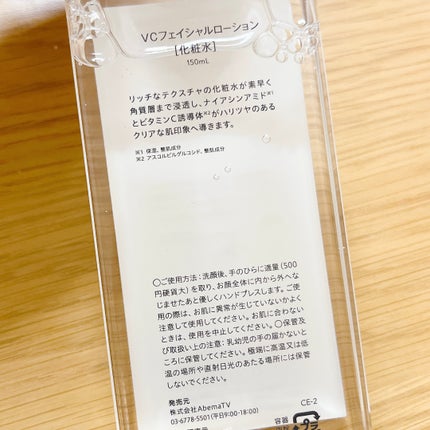 VCフェイシャルローション
[化粧水]
150mL
リッチなテクスチャの化粧水が素早く
角質層まで浸透し、ナイアシンアミド※1
とビタミンC誘導体※2がハリツヤのある
クリアな肌印象へ導きます。
※1 保湿、整肌成分
※2 アスコルビルグルコシド、整肌成分
〇ご使用方法：洗顔後、手のひらに適量(500
円硬貨大)を取り、お顔全体に内から外へな
じませたあと優しくハンドプレスします。ご使
用の際は、お肌に異常が生じていないかよく
注意して使用してください。お肌に合わない
ときは、使用を中止してください。〇保管及
び取扱い上の注意：乳幼児の手の届かないと
ころに保管してください。極端に高温又は低
温の場所や直射日光のあたる場所には保管
しないでください。
発売元
株式会社AbemaTV
CE-2
03-6778-5501(平日9:00-18:00)
容器
プラ